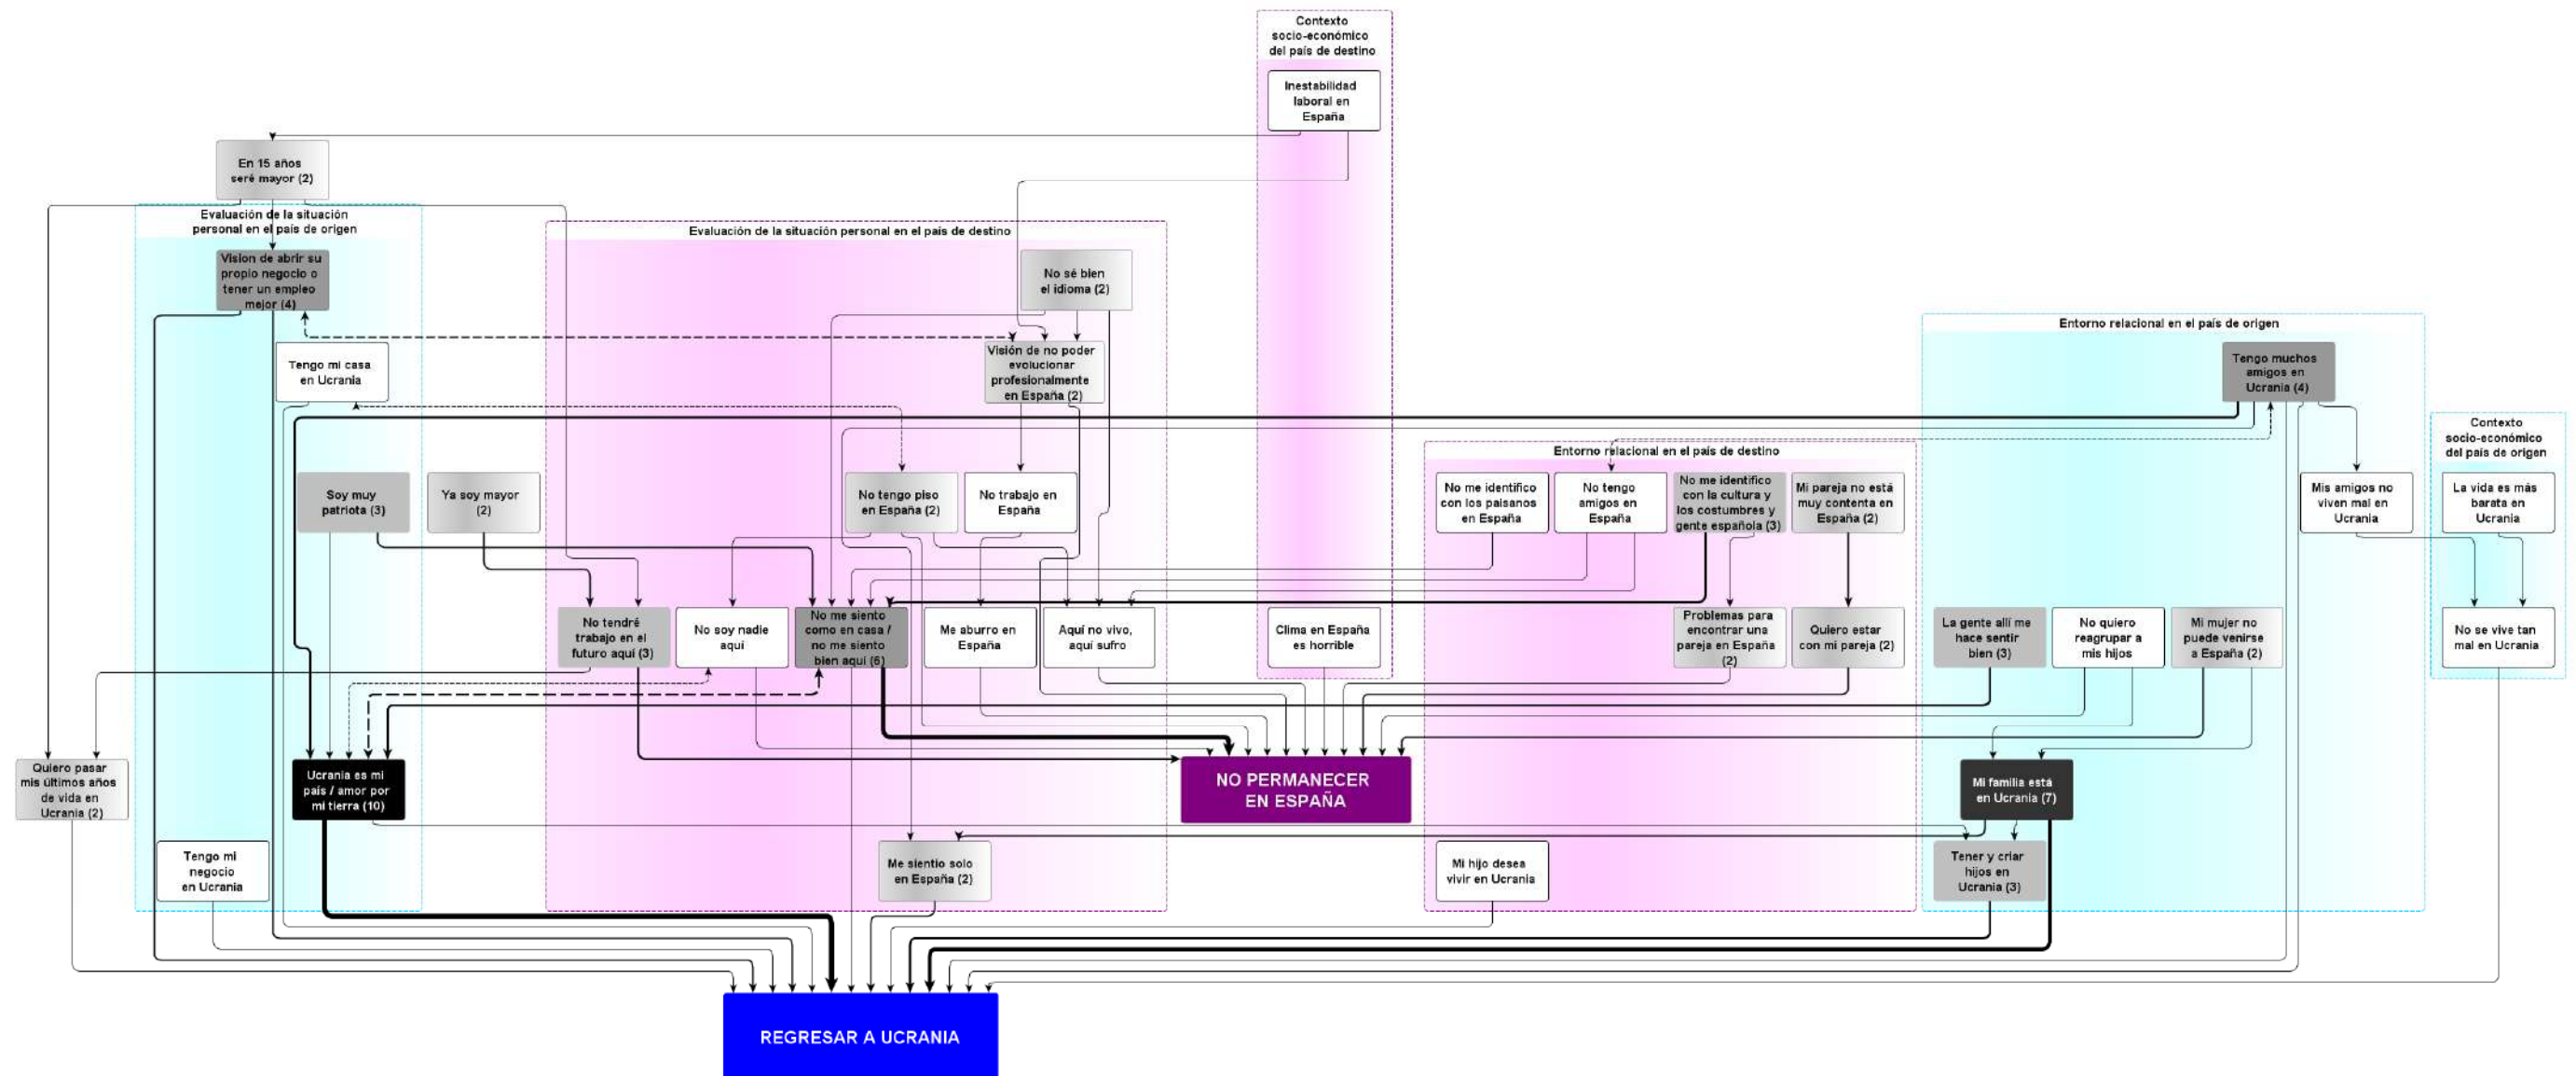 Contexto
socio-económico
del país de destino
Inestabilidad
laboral en
España
En 15 años
seré mayor (2)
Evaluación de la situación
personal en el país de origen
Vision de abrir su
propio negocio o
tener un empleo
mejor (4)
Tengo mi casa
en Ucrania
Soy muy
patriota (3)
Ya soy mayor
(2)
Evaluación de la situación personal en el país de destino
No sé bien
el idioma (2)
Visión de no poder
evolucionar
profesionalmente
en España (2)
No tengo piso
en España (2)
No trabajo en
España
No tendré
trabajo en el
futuro aquí (3)
No soy nadie
aquí
No me siento
como en casa /
no me siento
bien aquí (6)
Me aburro en
España
Aquí no vivo,
aquí sufro
Clima en España
es horrible
Entorno relacional en el país de destino
No me identifico
con los paisanos
en España
No tengo
amigos en
España
No me identifico
con la cultura y
los costumbres y
gente española (3)
Mi pareja no está
muy contenta en
España (2)
Problemas para
encontrar una
pareja en España
(2)
Quiero estar
con mi pareja (2)
Entorno relacional en el país de origen
Tengo muchos
amigos en
Ucrania (4)
Mis amigos no
viven mal en
Ucrania
La gente allí me
hace sentir
bien (3)
No quiero
reagrupar a
mis hijos
Mi mujer no
puede venirse
a España (2)
Contexto
socio-económico
del país de origen
La vida es más
barata en
Ucrania
No se vive tan
mal en Ucrania
Quiero pasar
mis últimos años
de vida en
Ucrania (2)
Ucrania es mi
país / amor por
mi tierra (10)
NO PERMANECER
EN ESPAÑA
Mi familia está
en Ucrania (7)
Tengo mi
negocio
en Ucrania
Me sientio solo
en España (2)
Mi hijo desea
vivir en Ucrania
Tener y criar
hijos en
Ucrania (3)
REGRESAR A UCRANIA